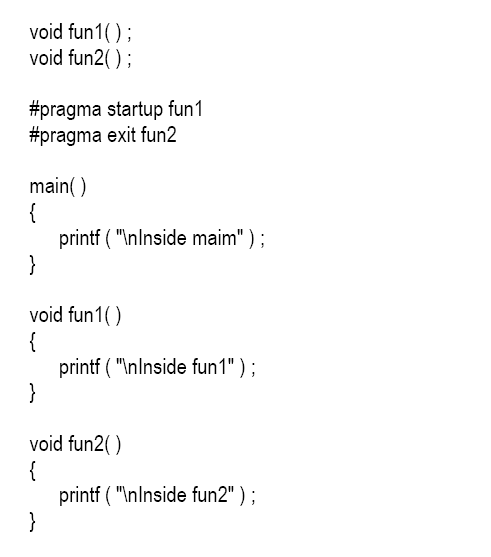 void fun1( ) ;
void fun2( ) ;
#pragma startup fun1
#pragma exit fun2
main( )
{
printf ( "\nInside maim" ) ;
}
void fun1( )
{
printf ( "\nInside fun1" ) ;
}
void fun2( )
{
printf ( "\nInside fun2" ) ;
}